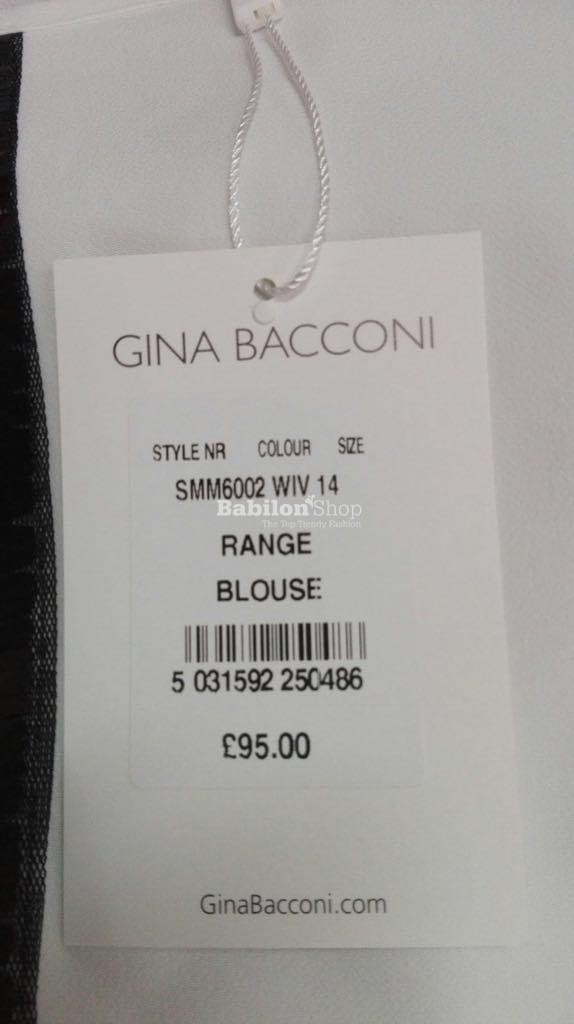 GINA BACCONI
STYLE NR COLOUR SIZE
SMM6002 WIV 14
Babilon Shop
The Top Trendy Fashion
RANGE
BLOUSE
5 031592 250486
£95.00
GinaBacconi.com